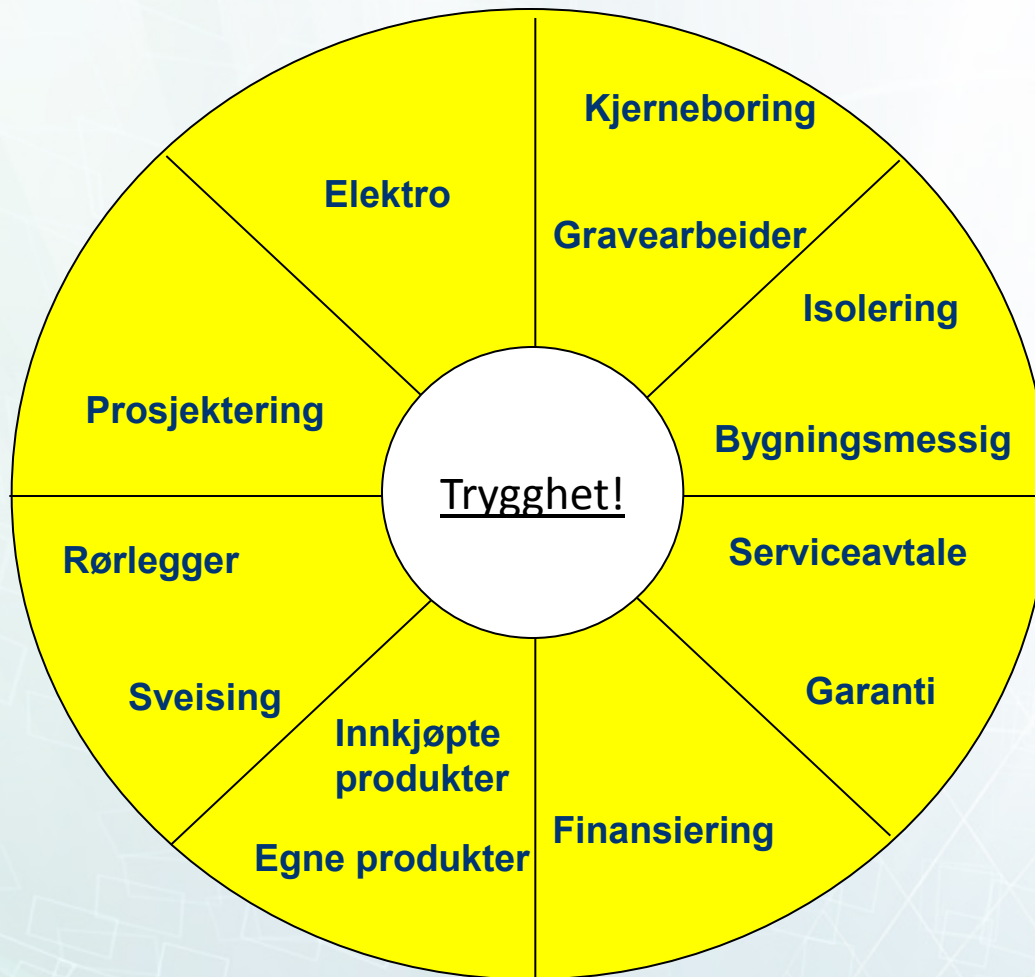 Kjerneboring
Elektro
Gravearbeider
Isolering
Prosjektering
Bygningsmessig
Trygghet!
Rørlegger
Serviceavtale
Sveising
Garanti
Innkjøpte
produkter
Finansiering
Egne produkter